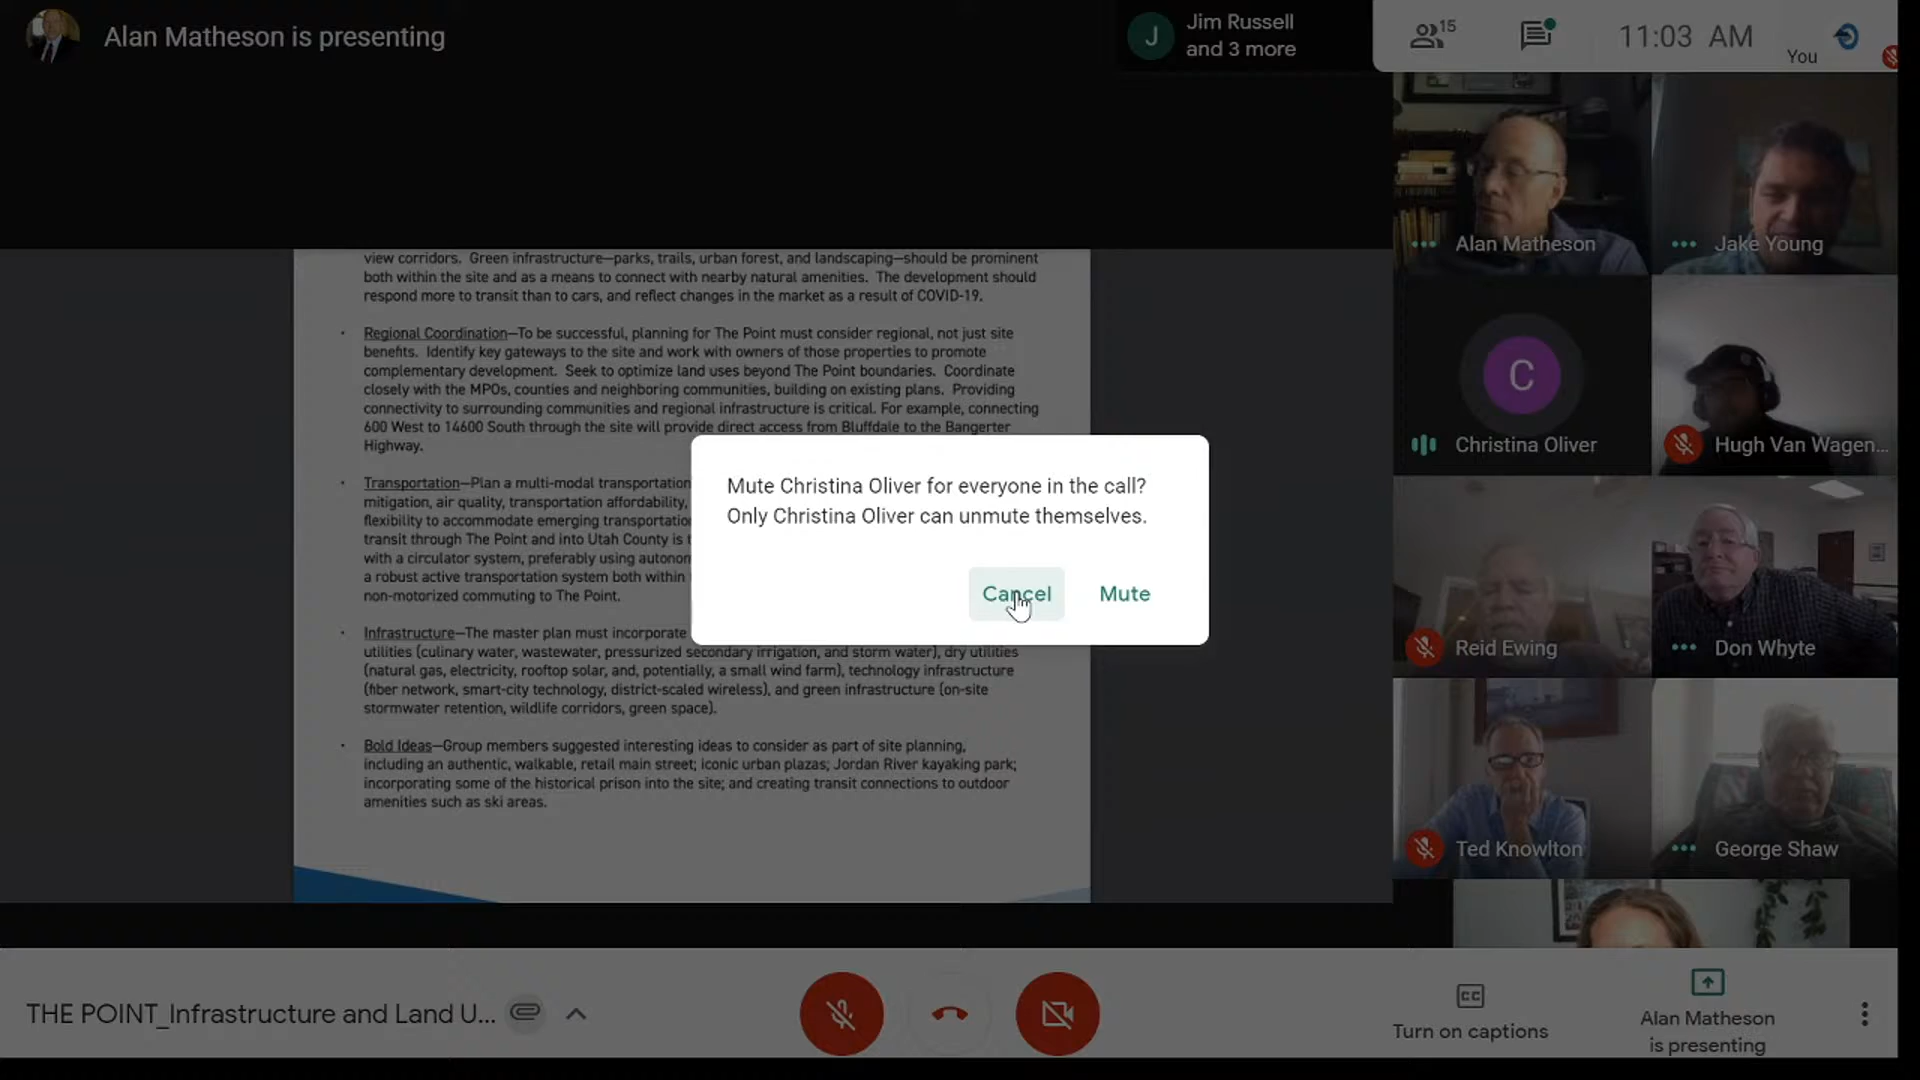 Alan Matheson is presenting
J
Jim Russell
and 3 more
15
11:03 AM
You
view corridors. Green infrastructure—parks, trails, urban forest, and landscaping—should be prominent
both within the site and as a means to connect with nearby natural amenities. The development should
respond more to transit than to cars, and reflect changes in the market as a result of COVID-19.
• Regional Coordination—To be successful, planning for The Point must consider regional, not just site
benefits. Identify key gateways to the site and work with owners of those properties to promote
complementary development. Seek to optimize land uses beyond The Point boundaries. Coordinate
closely with the MPOs, counties and neighboring communities, building on existing plans. Providing
connectivity to surrounding communities and regional infrastructure is critical. For example, connecting
600 West to 14600 South through the site will provide direct access from Bluffdale to the Bangerter
Highway.
• Transportation—Plan a multi-modal transportation
mitigation, air quality, transportation affordability,
flexibility to accommodate emerging transportation
transit through The Point and into Utah County is
with a circulator system, preferably using
a robust active transportation system both within
non-motorized commuting to The Point.
• Infrastructure—The master plan must incorporate
utilities (culinary water, wastewater, pressurized secondary irrigation, and storm water), dry utilities
(natural gas, electricity, rooftop solar, and, potentially, a small wind farm), technology infrastructure
(fiber network, smart-city technology, district-scaled wireless), and green infrastructure (on-site
stormwater retention, wildlife corridors, green space).
• Bold Ideas—Group members suggested interesting ideas to consider as part of site planning,
including an authentic, walkable, retail main street; iconic urban plazas; Jordan River kayaking park;
incorporating some of the historical prison into the site; and creating transit connections to outdoor
amenities such as ski areas.
Mute Christina Oliver for everyone in the call?
Only Christina Oliver can unmute themselves.
Cancel
Mute
Alan Matheson
Jake Young
C
Christina Oliver
Hugh Van Wagen...
Reid Ewing
Don Whyte
Ted Knowlton
George Shaw
THE POINT_Infrastructure and Land U...
CC
Turn on captions
Alan Matheson
is presenting